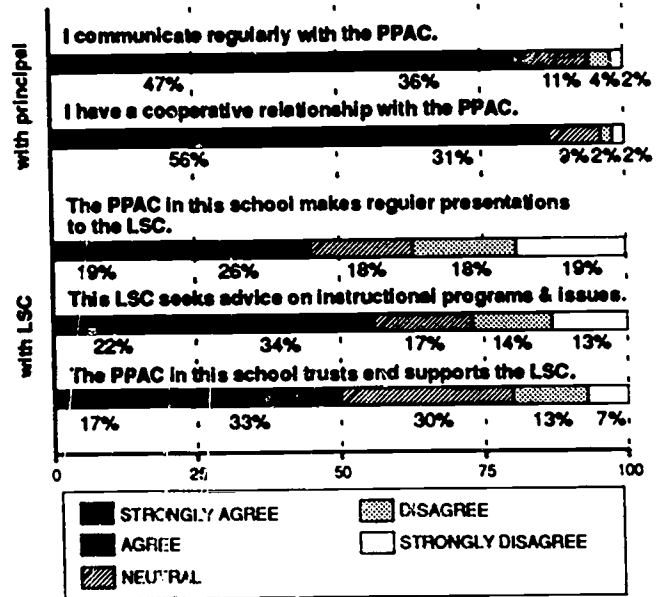 I communicate regularly with the PPAC.
47% 36% 11% 4% 2%
I have a cooperative relationship with the PPAC.
56% 31% 9% 2% 2%
with principel
The PPAC in this school makes reguler presentations
to the LSC.
19% 26% 18% 18% 19%
This LSC seeks advice on instructional programs & issues.
22% 34% 17% 14% 13%
The PPAC in this school trusts end supports the LSC.
17% 33% 30% 13% 7%
with LSC
0 25 50 75 100
STRONGLY AGREE
AGREE
NEUTRAL
DISAGREE
STRONGLY DISAGREE